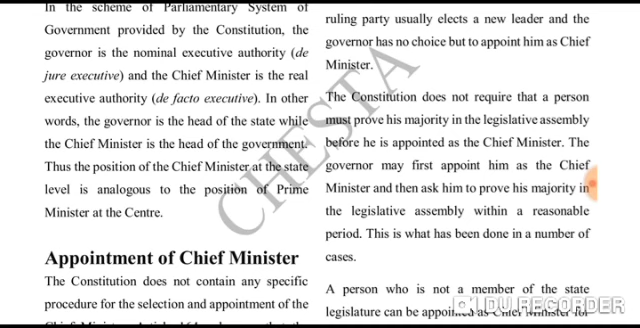 In the scheme of Parliamentary System of
Government provided by the Constitution, the
governor is the nominal executive authority (de
jure executive) and the Chief Minister is the real
executive authority (de facto executive). In other
words, the governor is the head of the state while
the Chief Minister is the head of the government.
Thus the position of the Chief Minister at the state
level is analogous to the position of Prime
Minister at the Centre.
Appointment of Chief Minister
The Constitution does not contain any specific
procedure for the selection and appointment of the
ruling party usually elects a new leader and the
governor has no choice but to appoint him as Chief
Minister.
The Constitution does not require that a person
must prove his majority in the legislative assembly
before he is appointed as the Chief Minister. The
governor may first appoint him as the Chief
Minister and then ask him to prove his majority in
the legislative assembly within a reasonable
period. This is what has been done in a number of
cases.
A person who is not a member of the state
legislature can be appointed as Chief Minister for
CHESTA
DU RECORDER